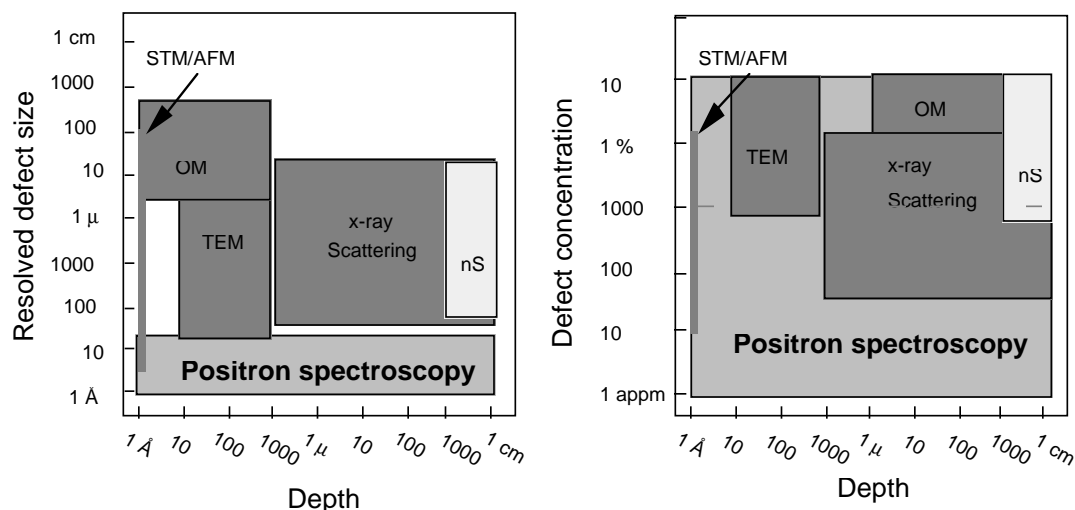 Resolved defect size
1 cm
1000
100
10
1 μ
1000
100
10
1 Å
STM/AFM
OM
TEM
x-ray
Scattering
nS
Positron spectroscopy
1 Å
10
100
1000
1 μ
10
100
1000
1 cm
Depth
Defect concentration
10
1 %
1000
100
10
1 appm
STM/AFM
OM
TEM
x-ray
Scattering
nS
Positron spectroscopy
1 Å
10
100
1000
1 μ
10
100
1000
1 cm
Depth